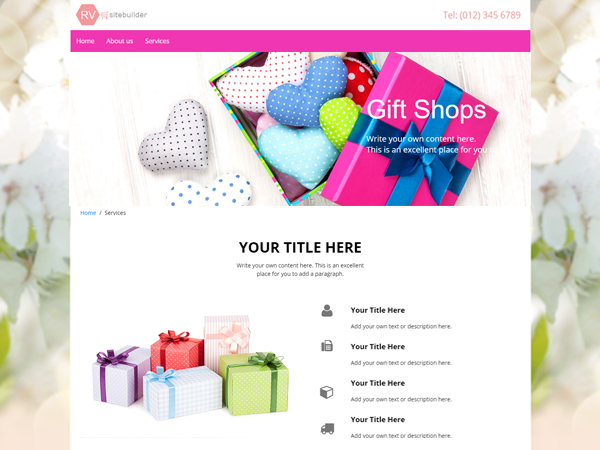 RV sitebuilder
Tel: (012) 345 6789
Home About us Services
Gift Shops
Write your own content here.
This is an excellent place for you
Home / Services
YOUR TITLE HERE
Write your own content here. This is an excellent
place for you to add a paragraph.
Your Title Here
Add your own text or description here.
Your Title Here
Add your own text or description here.
Your Title Here
Add your own text or description here.
Your Title Here
Add your own text or description here.